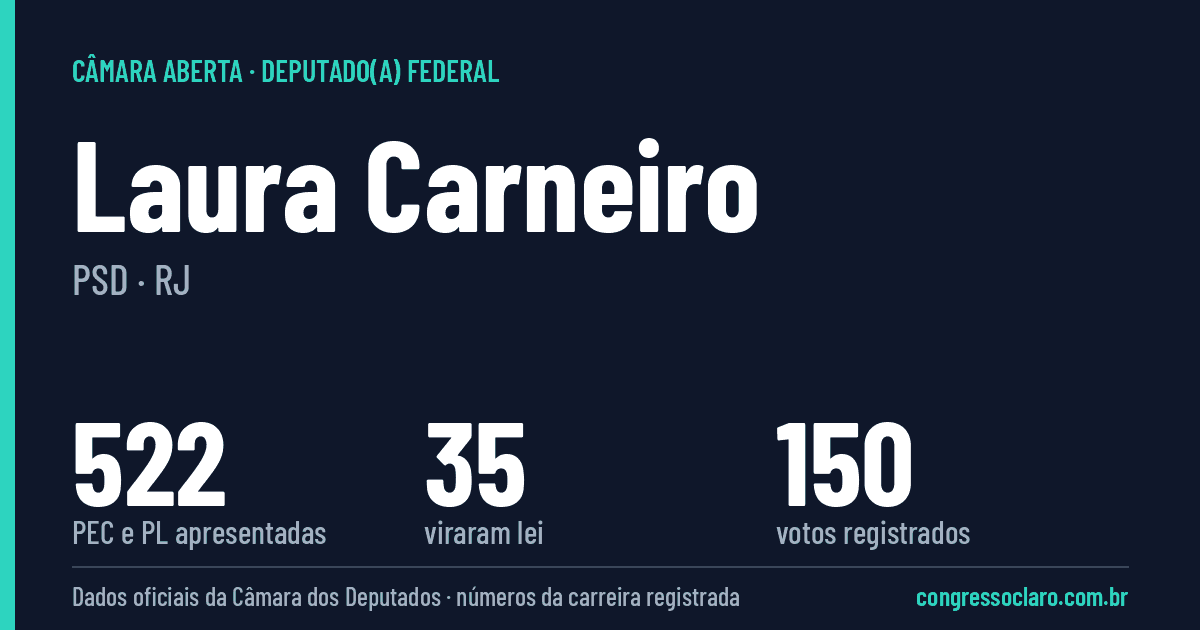 CÂMARA ABERTA · DEPUTADO(A) FEDERAL
Laura Carneiro
PSD · RJ
522 35 150
PEC e PL apresentadas viraram lei votos registrados
Dados oficiais da Câmara dos Deputados · números da carreira registrada congressoclaro.com.br